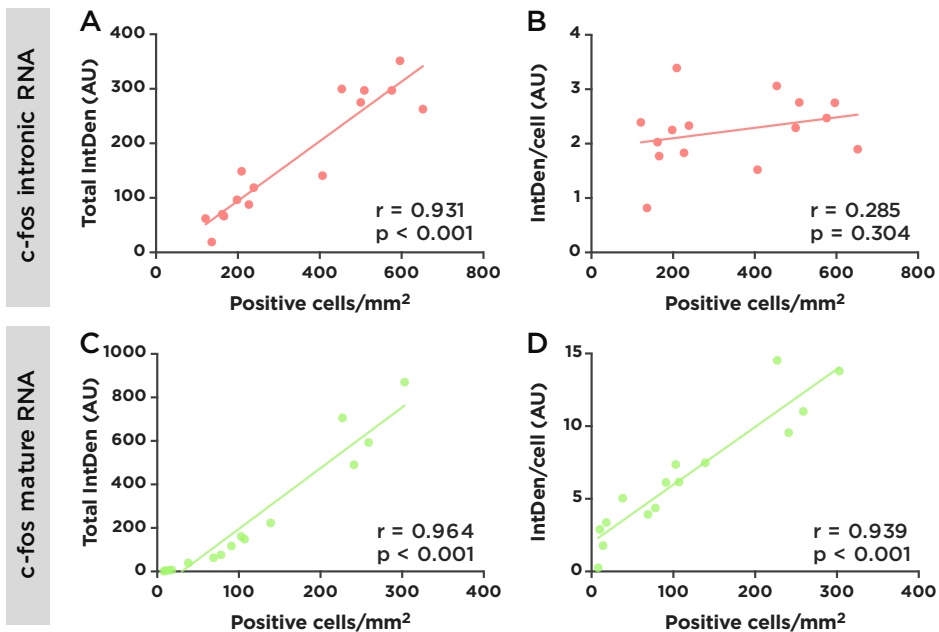 c-fos intronic RNA
A
Total IntDen (AU)
400
300
200
100
0
r = 0.931
p < 0.001
0 200 400 600 800
Positive cells/mm²
B
IntDen/cell (AU)
4
3
2
1
0
r = 0.285
p = 0.304
0 200 400 600 800
Positive cells/mm²
c-fos mature RNA
C
Total IntDen (AU)
1000
800
600
400
200
0
r = 0.964
p < 0.001
0 100 200 300 400
Positive cells/mm²
D
IntDen/cell (AU)
15
10
5
0
r = 0.939
p < 0.001
0 100 200 300 400
Positive cells/mm²